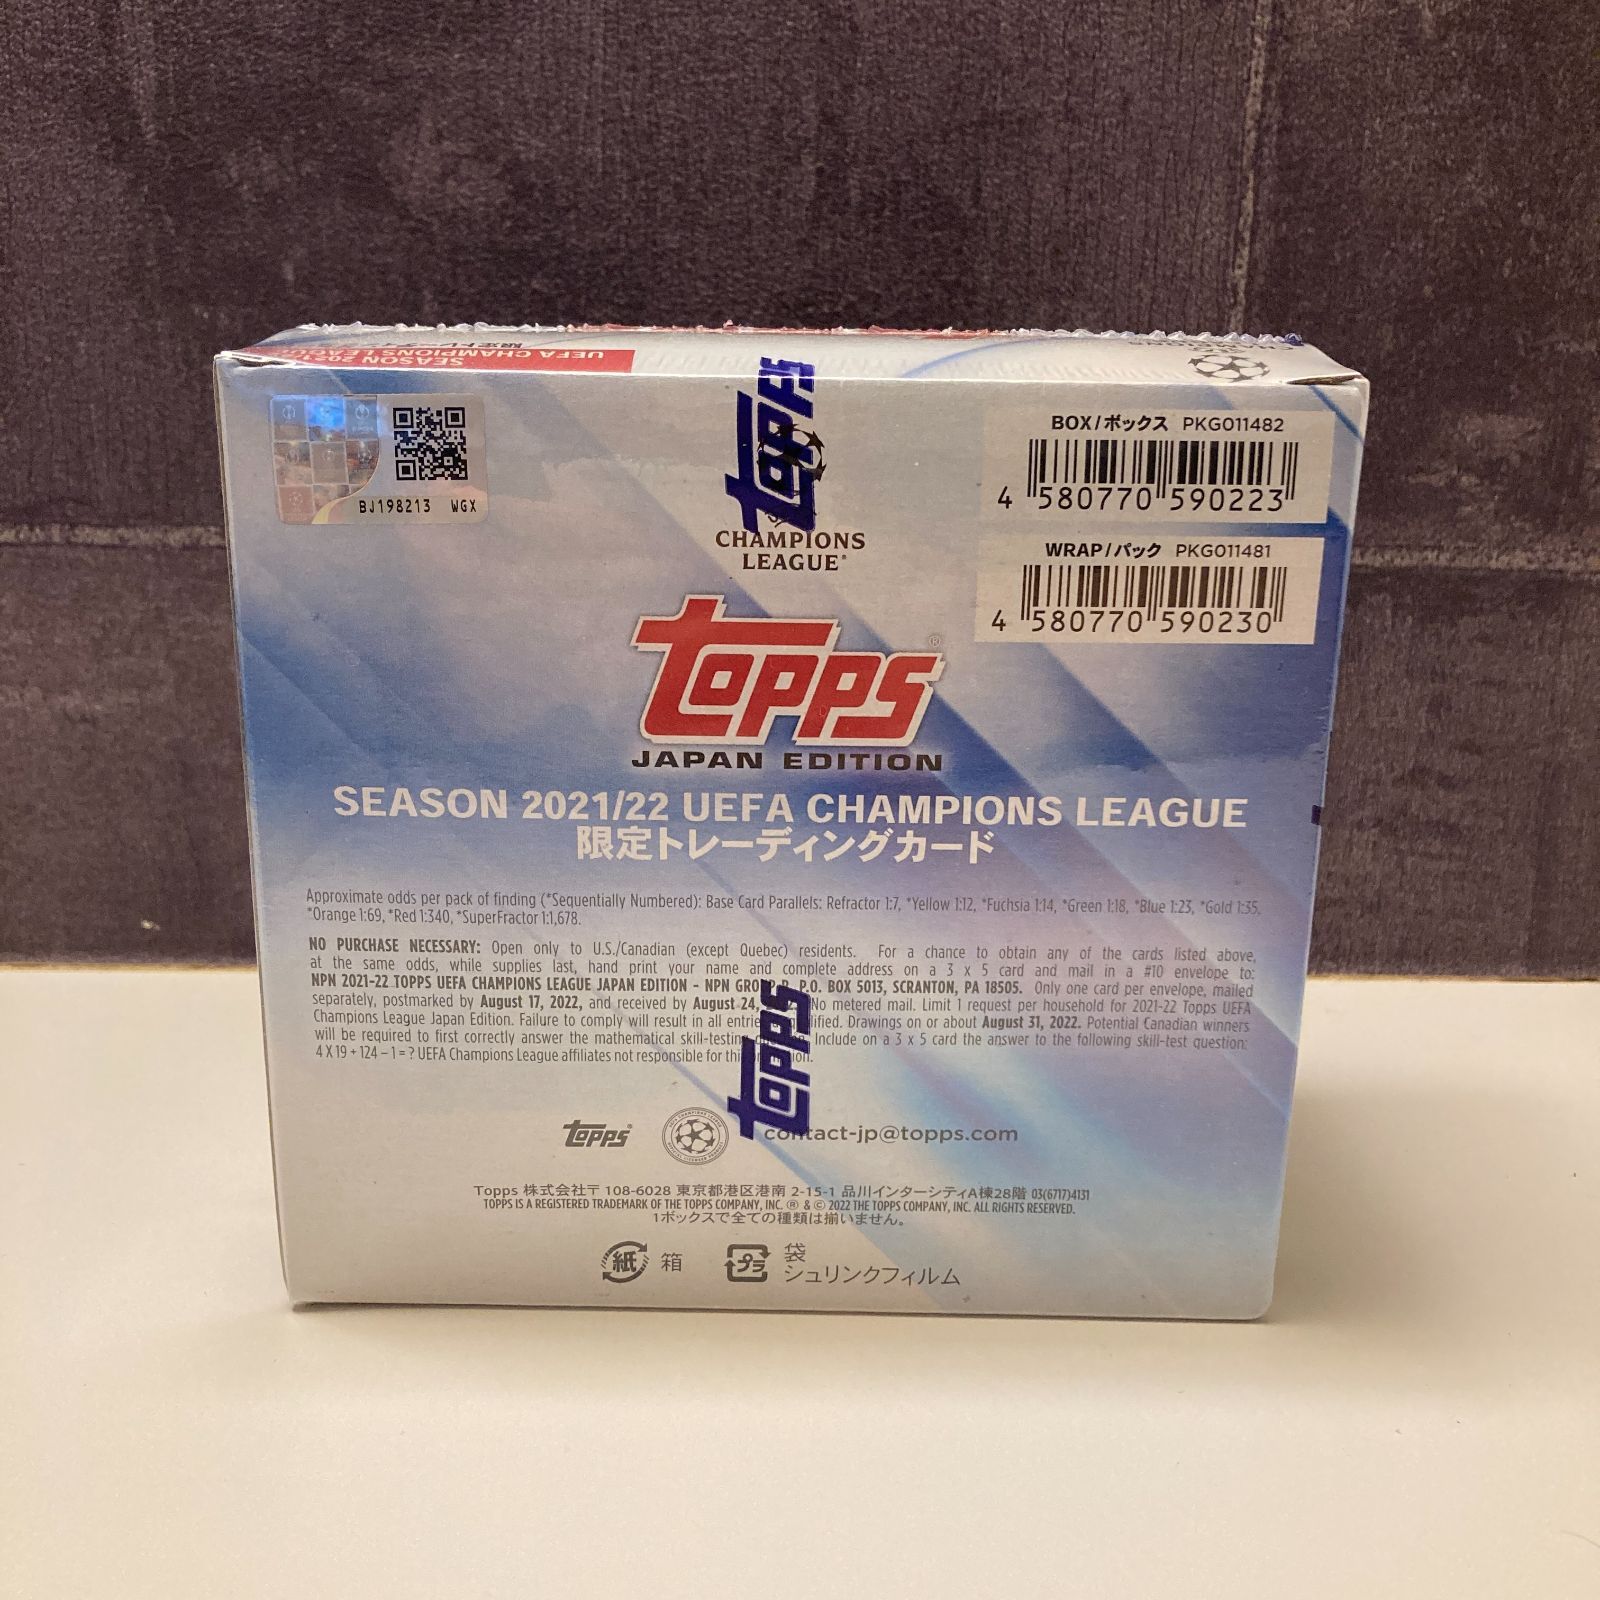 限定トレーディング
SEASON 2021
UEFA CHAMPIONS LEAGUE
BJ198213 WGX
topps
CHAMPIONS
LEAGUE®
BOX/ボックス PKG011482
4 580770 590223
WRAP/パック PKG011481
4 580770 590230
topps®
JAPAN EDITION
SEASON 2021/22 UEFA CHAMPIONS LEAGUE
限定トレーディングカード
Approximate odds per pack of finding (*Sequentially Numbered): Base Card Parallels: Refractor 1:7, *Yellow 1:12, *Fuchsia 1:14, *Green 1:18, *Blue 1:23, *Gold 1:35,
*Orange 1:69, *Red 1:340, *SuperFractor 1:1,678.
NO PURCHASE NECESSARY: Open only to U.S./Canadian (except Quebec) residents. For a chance to obtain any of the cards listed above,
at the same odds, while supplies last, hand print your name and complete address on a 3 x 5 card and mail in a #10 envelope to:
NPN 2021-22 TOPPS UEFA CHAMPIONS LEAGUE JAPAN EDITION - NPN P.O. BOX 5013, SCRANTON, PA 18505. Only one card per envelope, mailed
separately, postmarked by August 17, 2022, and received by August 24, No metered mail. Limit 1 request per household for 2021-22 Topps UEFA
Champions League Japan Edition. Failure to comply will result in all Drawings on or about August 31, 2022. Potential Canadian winners
will be required to first correctly answer the mathematical skill-testing Include on a 3 x 5 card the answer to the following skill-test question:
4 X 19 + 124 – 1 = ? UEFA Champions League affiliates not responsible for
topps
topps® contact-jp@topps.com
Topps 株式会社〒108-6028 東京都港区港南 2-15-1 品川インターシティA棟28階 03(6717)4131
TOPPS IS A REGISTERED TRADEMARK OF THE TOPPS COMPANY, INC. ® & © 2022 THE TOPPS COMPANY, INC. ALL RIGHTS RESERVED.
1ボックスで全ての種類は揃いません。
紙 箱 プラ 袋
シュリンクフィルム